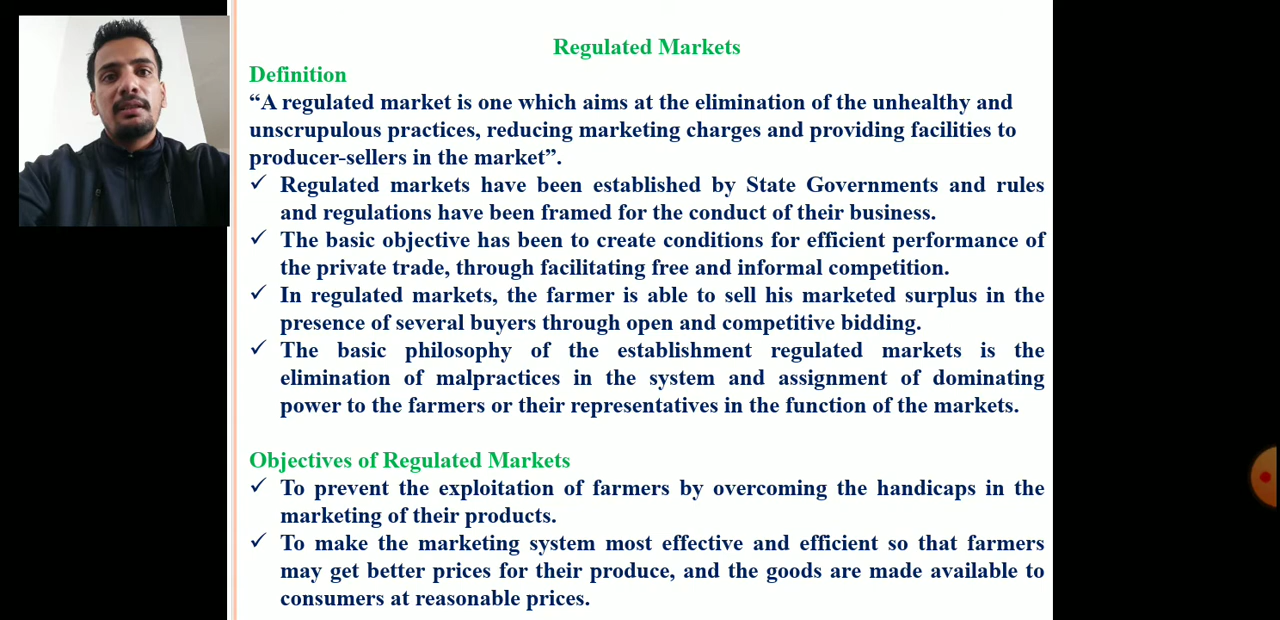 Regulated Markets
Definition
“A regulated market is one which aims at the elimination of the unhealthy and
unscrupulous practices, reducing marketing charges and providing facilities to
producer-sellers in the market”.
✓ Regulated markets have been established by State Governments and rules
and regulations have been framed for the conduct of their business.
✓ The basic objective has been to create conditions for efficient performance of
the private trade, through facilitating free and informal competition.
✓ In regulated markets, the farmer is able to sell his marketed surplus in the
presence of several buyers through open and competitive bidding.
✓ The basic philosophy of the establishment regulated markets is the
elimination of malpractices in the system and assignment of dominating
power to the farmers or their representatives in the function of the markets.
Objectives of Regulated Markets
✓ To prevent the exploitation of farmers by overcoming the handicaps in the
marketing of their products.
✓ To make the marketing system most effective and efficient so that farmers
may get better prices for their produce, and the goods are made available to
consumers at reasonable prices.